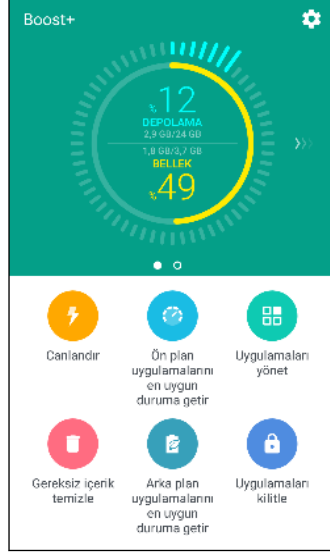 Boost+
%12
DEPOLAMA
2,9 GB/24 GB
1,8 GB/3,7 GB
BELLEK
%49
Canlandır
Ön plan
uygulamalarını
en uygun
duruma getir
Uygulamaları
yönet
Gereksiz içerik
temizle
Arka plan
uygulamalarını
en uygun
duruma getir
Uygulamaları
kilitle